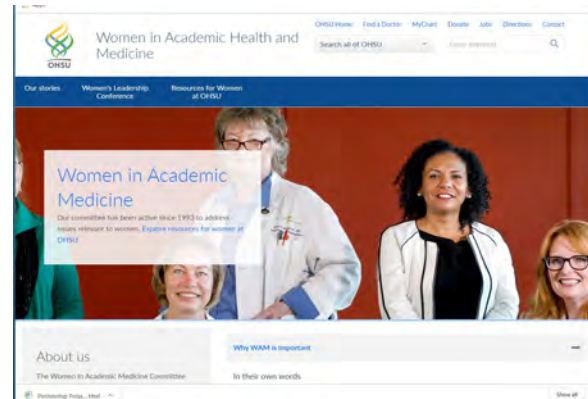 OHSU Home Find a Doctor MyChart Donate Jobs Directions Contact
Women in Academic Health and
Medicine
Search all of OHSU
OHSU
Our stories
Women's Leadership
Conference
Resources for Women
at OHSU
Women in Academic
Medicine
Our committee has been active since 1993 to address
issues relevant to women. Explore resources for women at
OHSU
About us
The Women in Academic Medicine Committee
Why WAM is important
In their own words
Show all